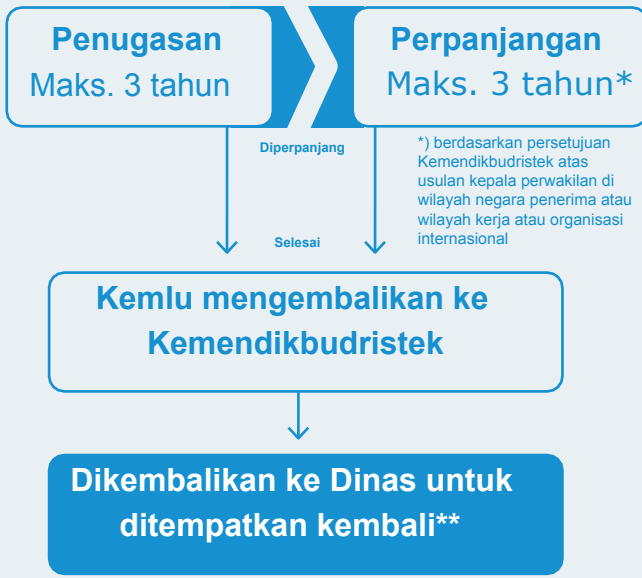 Penugasan
Maks. 3 tahun
Perpanjangan
Maks. 3 tahun*
Diperpanjang
*) berdasarkan persetujuan
Kemendikbudristek atas
usulan kepala perwakilan di
wilayah negara penerima atau
wilayah kerja atau organisasi
internasional
Selesai
Kemlu mengembalikan ke
Kemendikbudristek
Dikembalikan ke Dinas untuk
ditempatkan kembali**